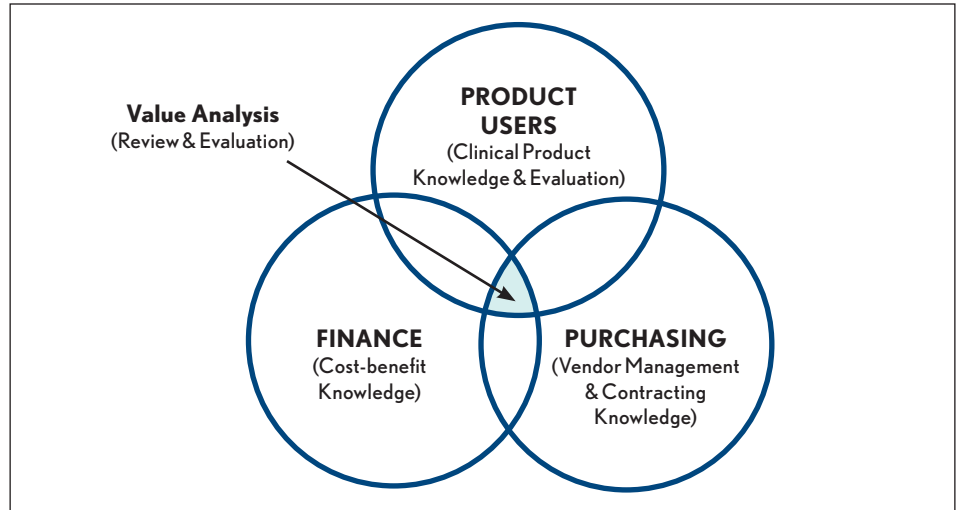 Value Analysis
(Review & Evaluation)
PRODUCT
USERS
(Clinical Product
Knowledge & Evaluation)
FINANCE
(Cost-benefit
Knowledge)
PURCHASING
(Vendor Management
& Contracting
Knowledge)